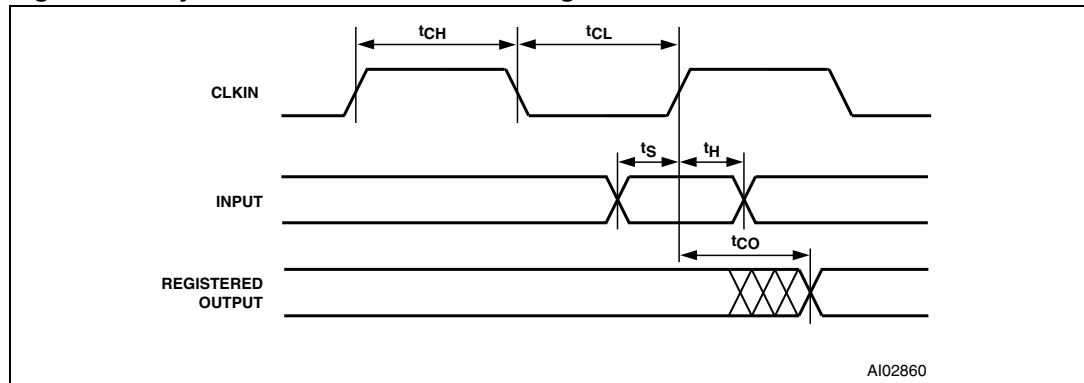 tCH
tCL
CLKIN
tS
tH
INPUT
tCO
REGISTERED
OUTPUT
AI02860